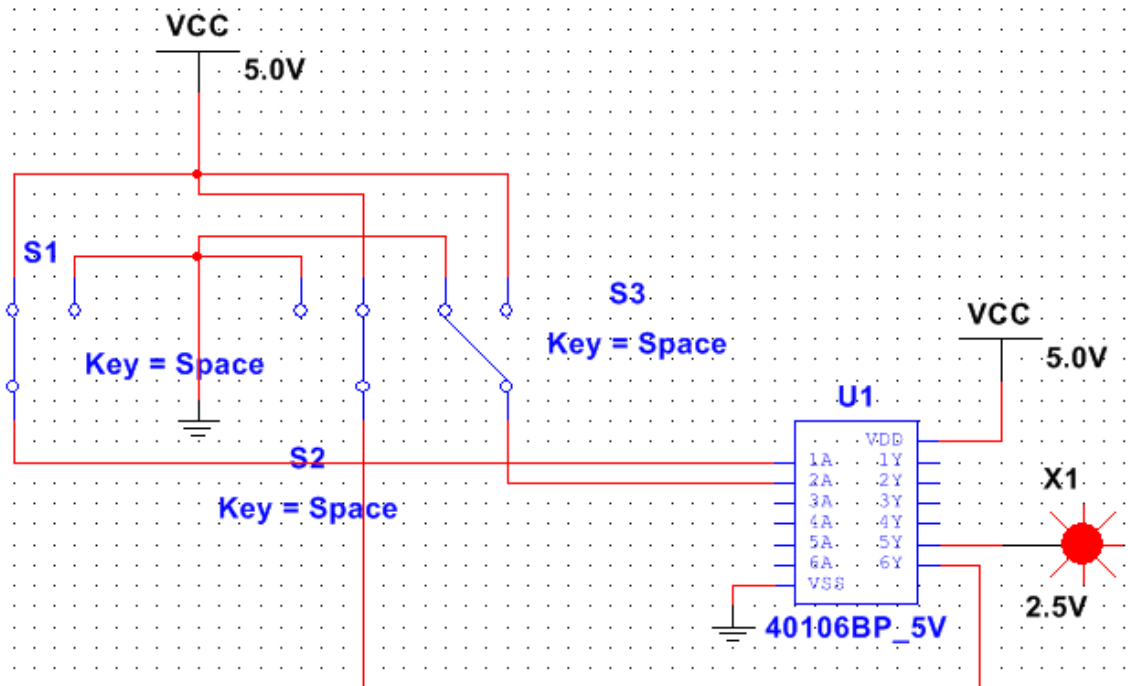 VCC
5.0V
S1
S3
Key = Space
Key = Space
S2
Key = Space
VCC
5.0V
U1
VDD
1A 1Y
2A 2Y
3A 3Y
4A 4Y
5A 5Y
6A 6Y
VSS
40106BP_5V
X1
2.5V